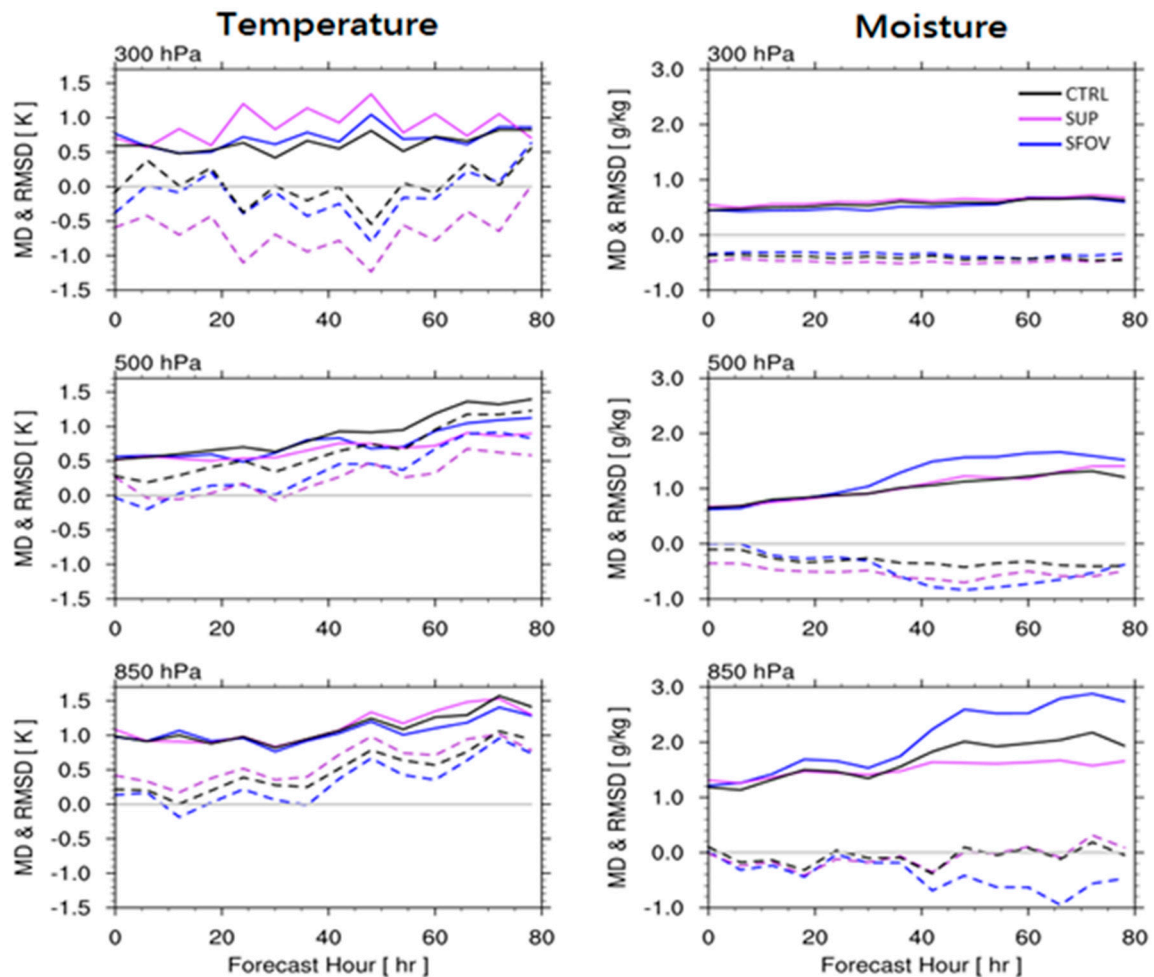 Temperature
Moisture
300 hPa
MD & RMSD [ K ]
1.5
1.0
0.5
0.0
-0.5
-1.0
-1.5
0 20 40 60 80
300 hPa
MD & RMSD [ g/kg ]
3.0
2.0
1.0
0.0
-1.0
0 20 40 60 80
CTRL
SUP
SFOV
500 hPa
MD & RMSD [ K ]
1.5
1.0
0.5
0.0
-0.5
-1.0
-1.5
0 20 40 60 80
500 hPa
MD & RMSD [ g/kg ]
3.0
2.0
1.0
0.0
-1.0
0 20 40 60 80
850 hPa
MD & RMSD [ K ]
1.5
1.0
0.5
0.0
0.5
1.0
1.5
0 20 40 60 80
Forecast Hour [ hr ]
850 hPa
MD & RMSD [ g/kg ]
3.0
2.0
1.0
0.0
-1.0
0 20 40 60 80
Forecast Hour [ hr ]